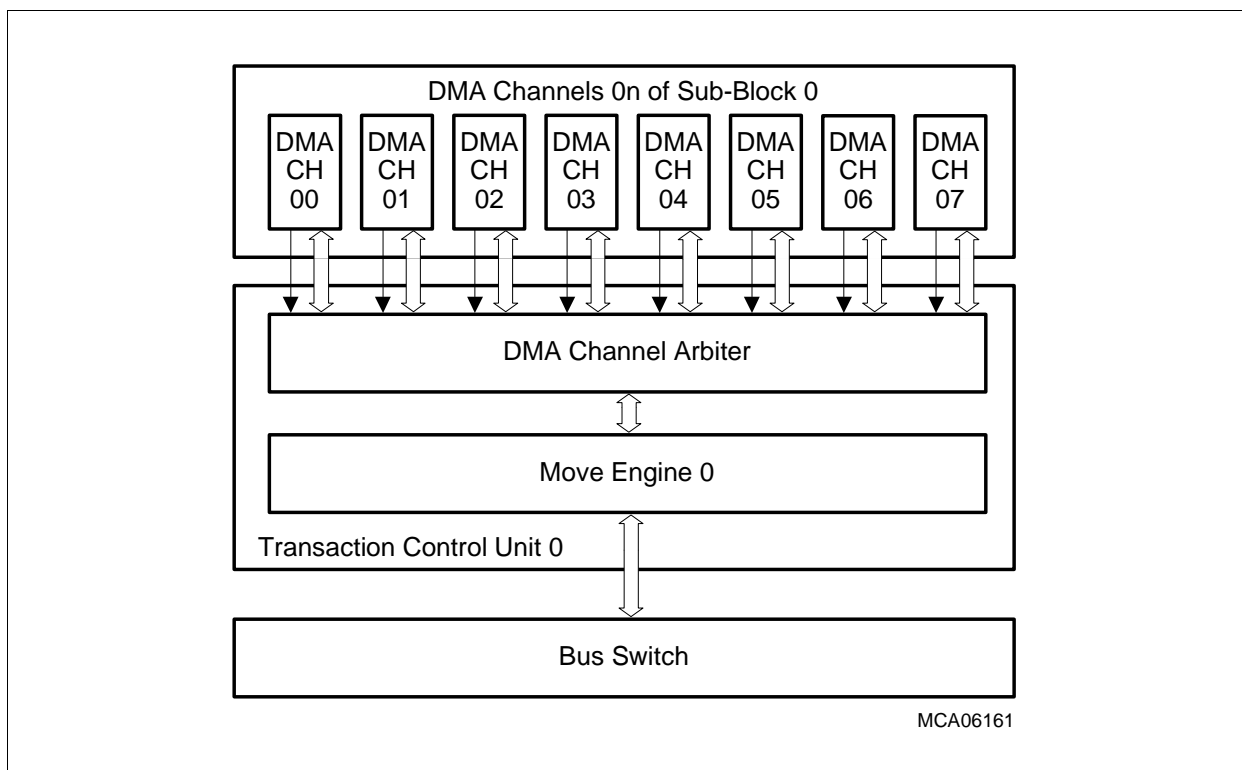 DMA Channels 0n of Sub-Block 0
DMA CH 00
DMA CH 01
DMA CH 02
DMA CH 03
DMA CH 04
DMA CH 05
DMA CH 06
DMA CH 07
DMA Channel Arbiter
Move Engine 0
Transaction Control Unit 0
Bus Switch
MCA06161